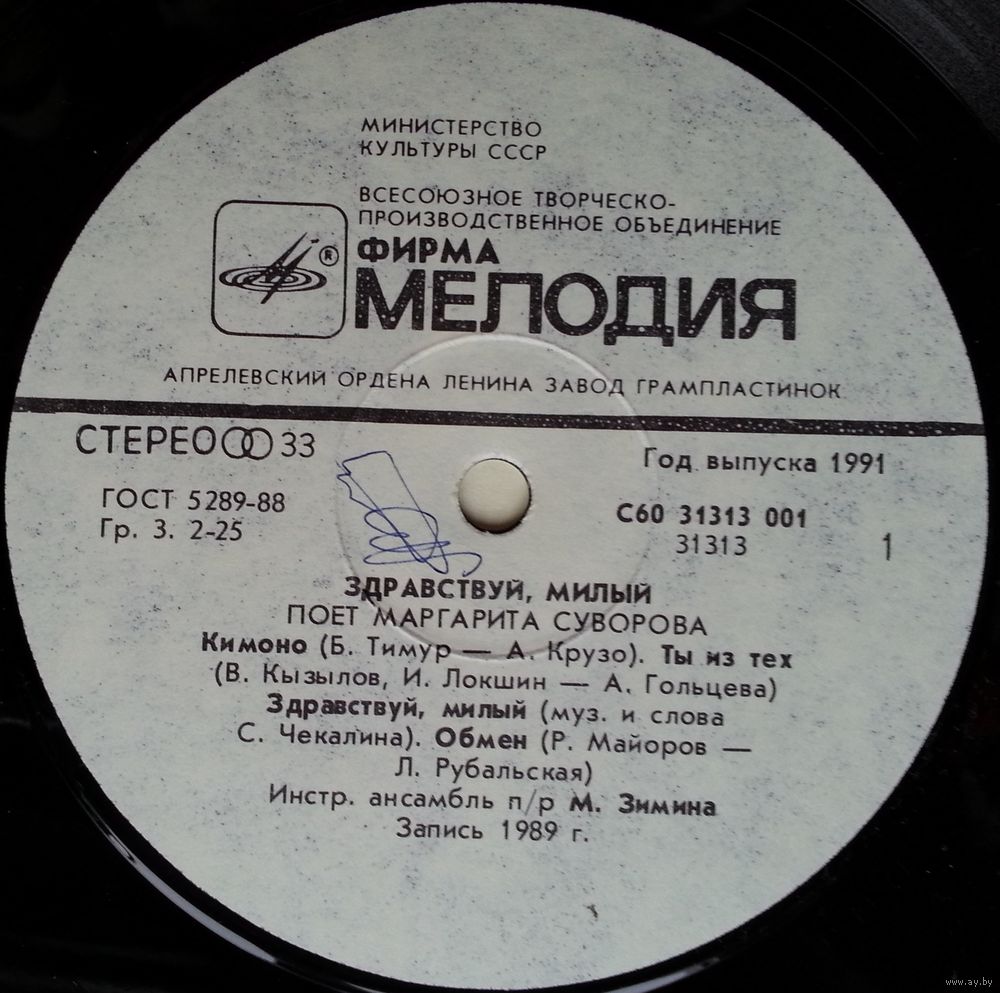 МИНИСТЕРСТВО
КУЛЬТУРЫ СССР
ВСЕСОЮЗНОЕ ТВОРЧЕСКО-
ПРОИЗВОДСТВЕННОЕ ОБЪЕДИНЕНИЕ
ФИРМА
МЕЛОДИЯ
®
АПРЕЛЕВСКИЙ ОРДЕНА ЛЕНИНА ЗАВОД ГРАМПЛАСТИНОК
СТЕРЕО 33
ГОСТ 5289-88
Гр. 3. 2-25
Год выпуска 1991
С60 31313 001
31313
1
ЗДРАВСТВУЙ, МИЛЫЙ
ПОЕТ МАРГАРИТА СУВОРОВА
Кимоно (Б. Тимур — А. Крузо). Ты из тех
(В. Кызылов, И. Локшин — А. Гольцева)
Здравствуй, милый (муз. и слова
С. Чекалина). Обмен (Р. Майоров —
Л. Рубальская)
Инстр. ансамбль п/р М. Зимина
Запись 1989 г.
www.ay.by